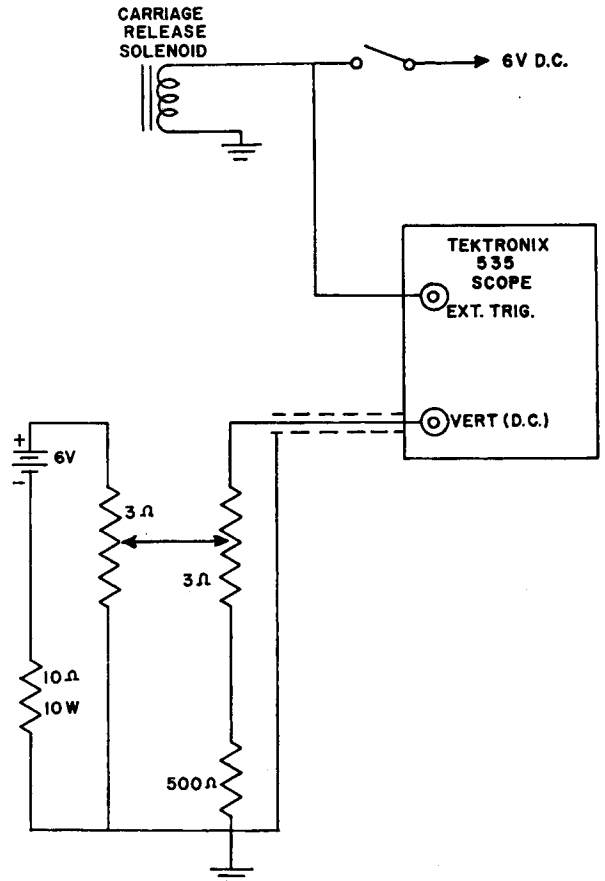 CARRIAGE
RELEASE
SOLENOID
6V D.C.
TEKTRONIX
535
SCOPE
EXT. TRIG.
VERT (D.C.)
+
6V
-
3Ω
3Ω
10Ω
10W
500Ω